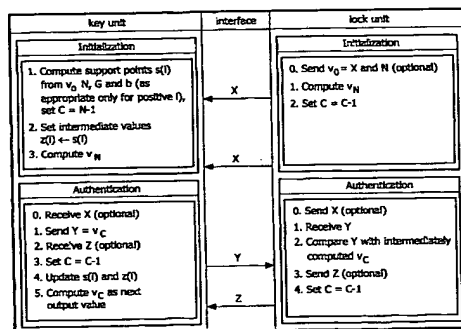 key unit
interface
lock unit
Initialization
1. Compute support points s(i)
from v0 N, G and b (as
appropriate only for positive i),
set C = N-1
2. Set intermediate values
z(i) ← s(i)
3. Compute vN
X
X
Initialization
0. Send v0 = X and N (optional)
1. Compute vN
2. Set C = C-1
Authentication
0. Receive X (optional)
1. Send Y = vC
2. Receive Z (optional)
3. Set C = C-1
4. Update s(i) and z(i)
5. Compute vC as next
output value
Y
Z
Authentication
0. Send X (optional)
1. Receive Y
2. Compare Y with intermediately
computed vC
3. Send Z (optional)
4. Set C = C-1